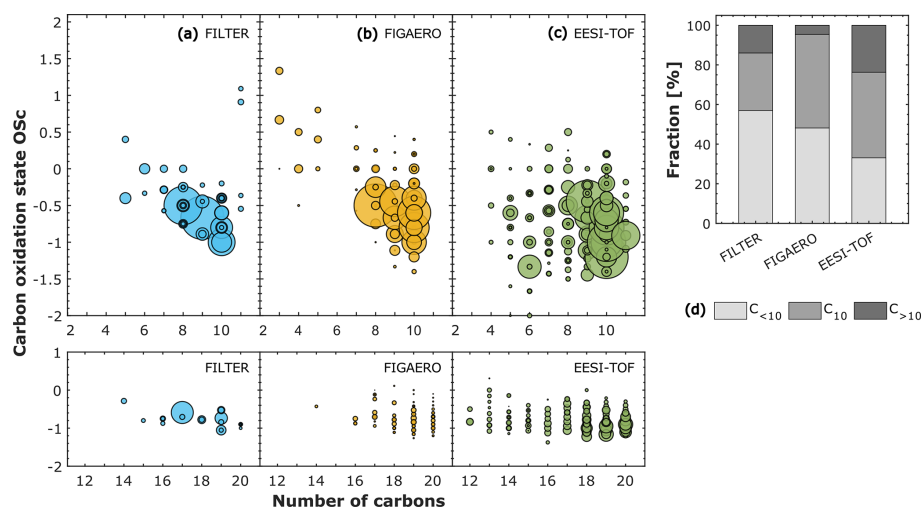 (a) FILTER
(b) FIGAERO
(c) EESI-TOF
Carbon oxidation state OSc
2
1.5
1
0.5
0
-0.5
-1
-1.5
-2
2 4 6 8 10
2 4 6 8 10
2 4 6 8 10
FILTER
FIGAERO
EESI-TOF
1
0
-1
-2
12 14 16 18 20
12 14 16 18 20
12 14 16 18 20
Number of carbons
Fraction [%]
100
80
60
40
20
0
FILTER
FIGAERO
EESI-TOF
(d) C<10 C10 C>10